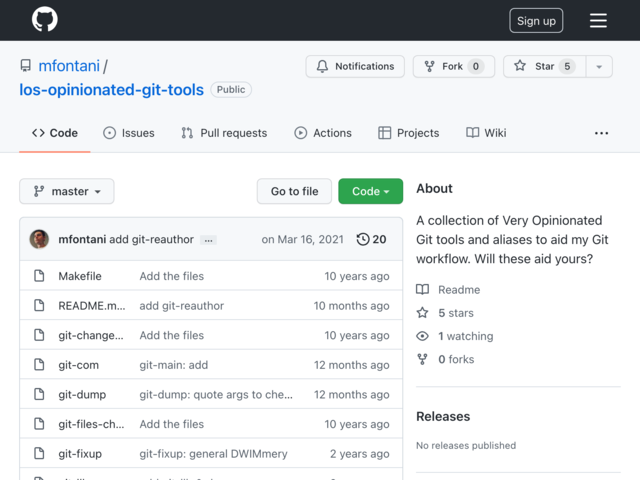 Sign up
mfontani /
los-opinionated-git-tools Public
Notifications
Fork 0
Star 5
Code
Issues
Pull requests
Actions
Projects
Wiki
master
Go to file
Code
mfontani add git-reauthor ... on Mar 16, 2021 20
Makefile Add the files 10 years ago
README.m... add git-reauthor 10 months ago
git-change... Add the files 10 years ago
git-com git-main: add 12 months ago
git-dump git-dump: quote args to che... 12 months ago
git-files-ch... Add the files 10 years ago
git-fixup git-fixup: general DWIMmery 2 years ago
About
A collection of Very Opinionated
Git tools and aliases to aid my Git
workflow. Will these aid yours?
Readme
5 stars
1 watching
0 forks
Releases
No releases published